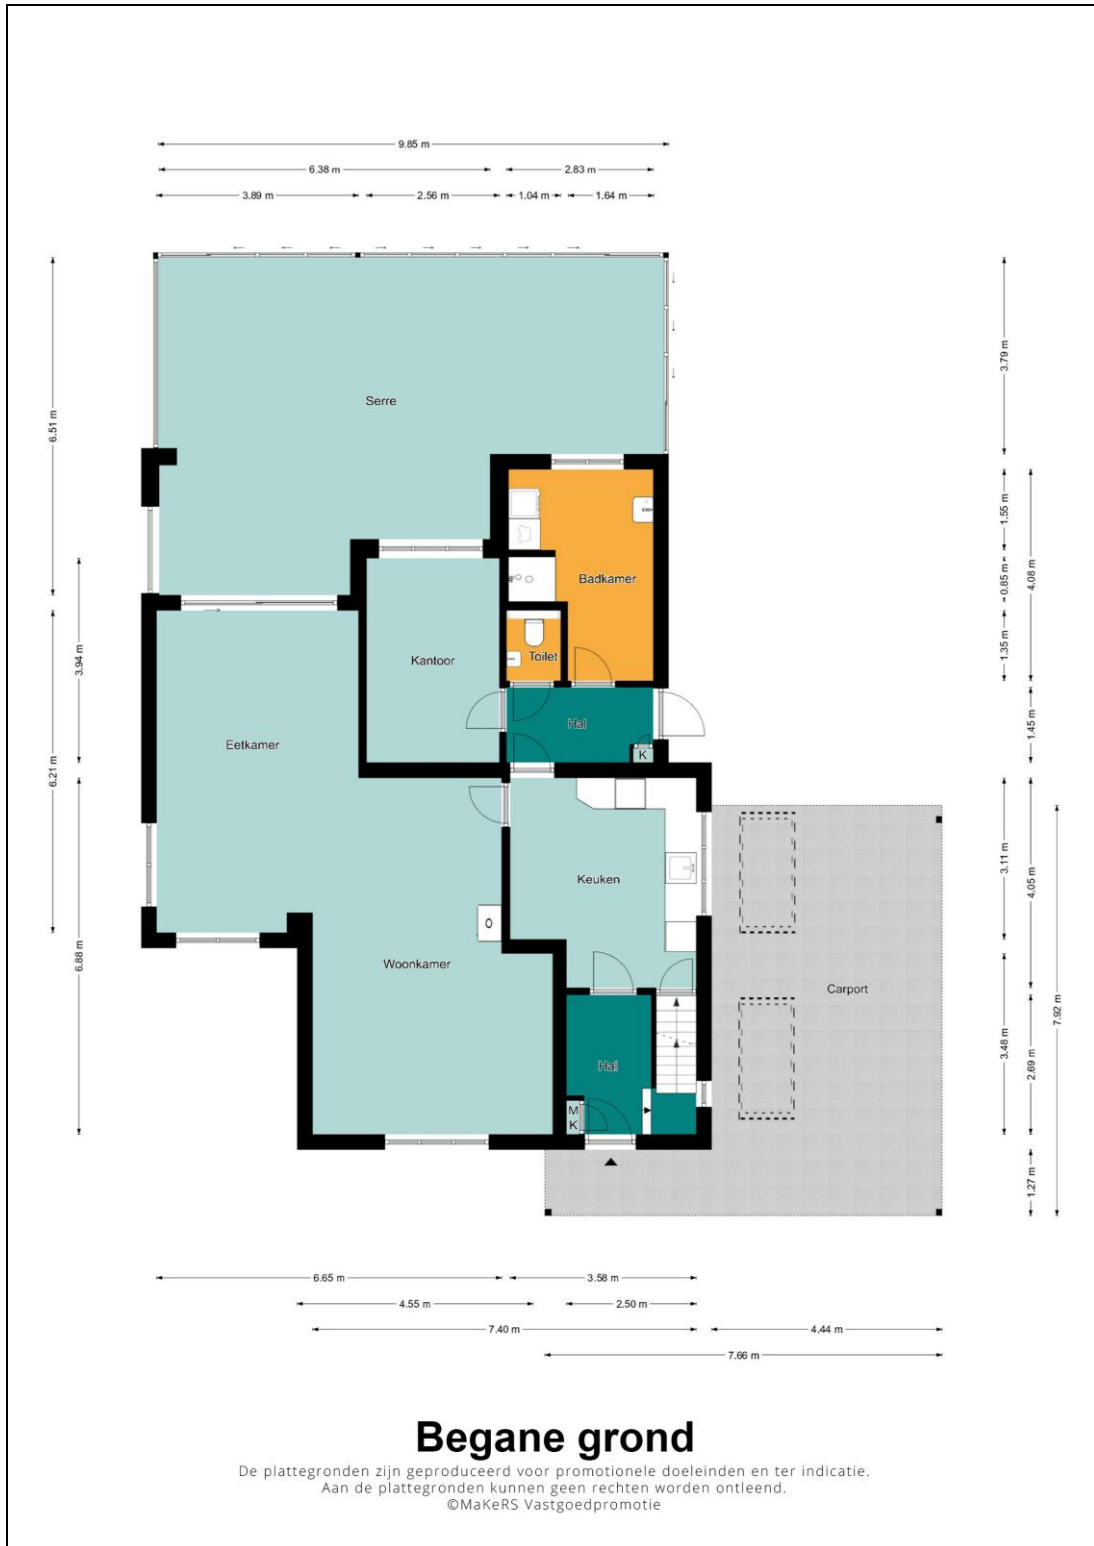 9.85 m
6.38 m
2.83 m
3.89 m
2.56 m
1.04 m
1.64 m
6.51 m
3.94 m
6.21 m
6.88 m
3.79 m
1.55 m
0.85 m
1.35 m
4.08 m
1.45 m
3.11 m
4.05 m
3.48 m
2.69 m
7.92 m
1.27 m
Serre
Badkamer
Toilet
Kantoor
Hal
K
Eetkamer
Keuken
Woonkamer
Carport
Hal
M
K
6.65 m
3.58 m
4.55 m
2.50 m
7.40 m
4.44 m
7.66 m
Begane grond
De plattegronden zijn geproduceerd voor promotionele doeleinden en ter indicatie.
Aan de plattegronden kunnen geen rechten worden ontleend.
©MaKeRS Vastgoedpromotie